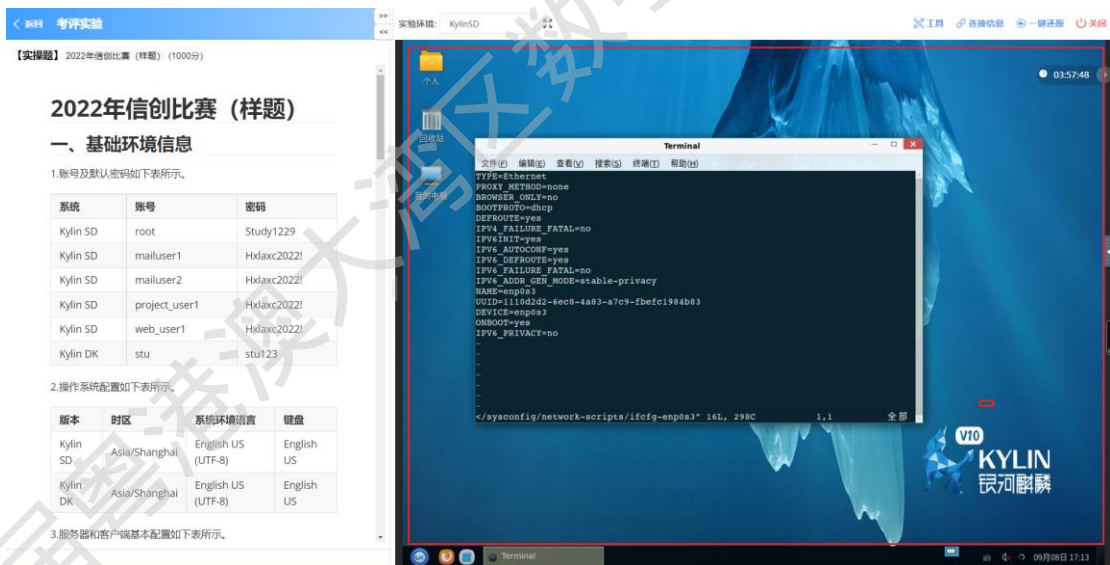 < 返回 考评实验
>>
<<
实验环境: KylinSD
工具 连接信息 一键还原 关闭
【实操题】 2022年信创比赛（样题）(1000分)
2022年信创比赛（样题）
一、基础环境信息
1.账号及默认密码如下表所示。
系统 账号 密码
Kylin SD root Study1229
Kylin SD mailuser1 Hxlaxc2022!
Kylin SD mailuser2 Hxlaxc2022!
Kylin SD project_user1 Hxlaxc2022!
Kylin SD web_user1 Hxlaxc2022!
Kylin DK stu stu123
2.操作系统配置如下表所示。
版本 时区 系统环境语言 键盘
Kylin SD Asia/Shanghai English US (UTF-8) English US
Kylin DK Asia/Shanghai English US (UTF-8) English US
3.服务器和客户端基本配置如下表所示。
个人
回收站
我的电脑
03:57:48
Terminal
文件(F) 编辑(E) 查看(V) 搜索(S) 终端(T) 帮助(H)
TYPE=Ethernet
PROXY_METHOD=none
BROWSER_ONLY=no
BOOTPROTO=dhcp
DEFROUTE=yes
IPV4_FAILURE_FATAL=no
IPV6INIT=yes
IPV6_AUTOCONF=yes
IPV6_DEFROUTE=yes
IPV6_FAILURE_FATAL=no
IPV6_ADDR_GEN_MODE=stable-privacy
NAME=enp0s3
UUID=1110d2d2-6ec8-4a83-a7c9-fbefc1984b83
DEVICE=enp0s3
ONBOOT=yes
IPV6_PRIVACY=no
~
~
~
~
~
~
</sysconfig/network-scripts/ifcfg-enp0s3" 16L, 298C 1,1 全部
V10
KYLIN
银河麒麟
Terminal
09月08日 17:13
粤港澳大湾区数